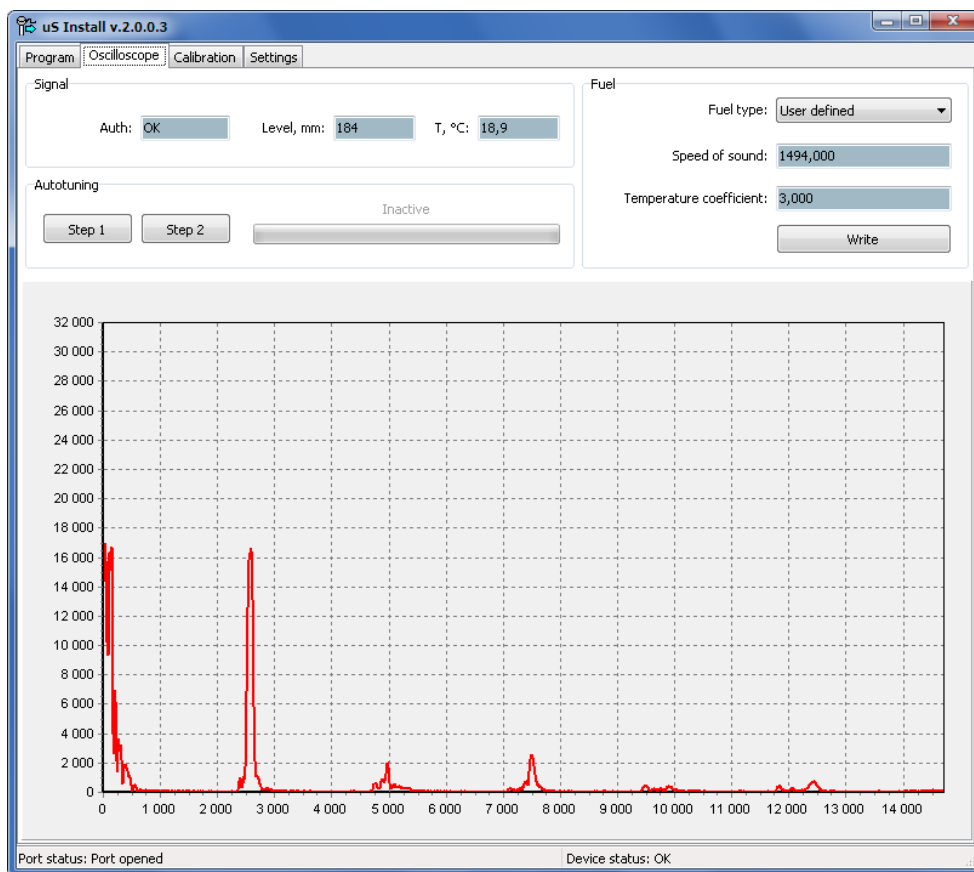 uS Install v.2.0.0.3
Program Oscilloscope Calibration Settings
Signal
Auth: OK Level, mm: 184 T, °C: 18,9
Autotuning
Step 1 Step 2 Inactive
Fuel
Fuel type: User defined
Speed of sound: 1494,000
Temperature coefficient: 3,000
Write
32 000
30 000
28 000
26 000
24 000
22 000
20 000
18 000
16 000
14 000
12 000
10 000
8 000
6 000
4 000
2 000
0
0 1 000 2 000 3 000 4 000 5 000 6 000 7 000 8 000 9 000 10 000 11 000 12 000 13 000 14 000
Port status: Port opened Device status: OK